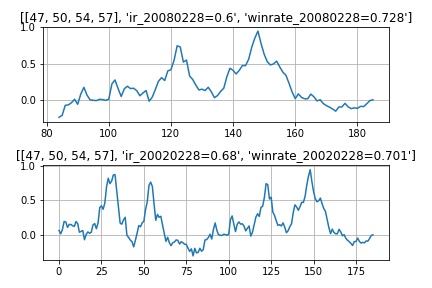 [[47, 50, 54, 57], 'ir_20080228=0.6', 'winrate_20080228=0.728']
1.0
0.5
0.0
80 100 120 140 160 180
[[47, 50, 54, 57], 'ir_20020228=0.68', 'winrate_20020228=0.701']
1.0
0.5
0.0
0 25 50 75 100 125 150 175